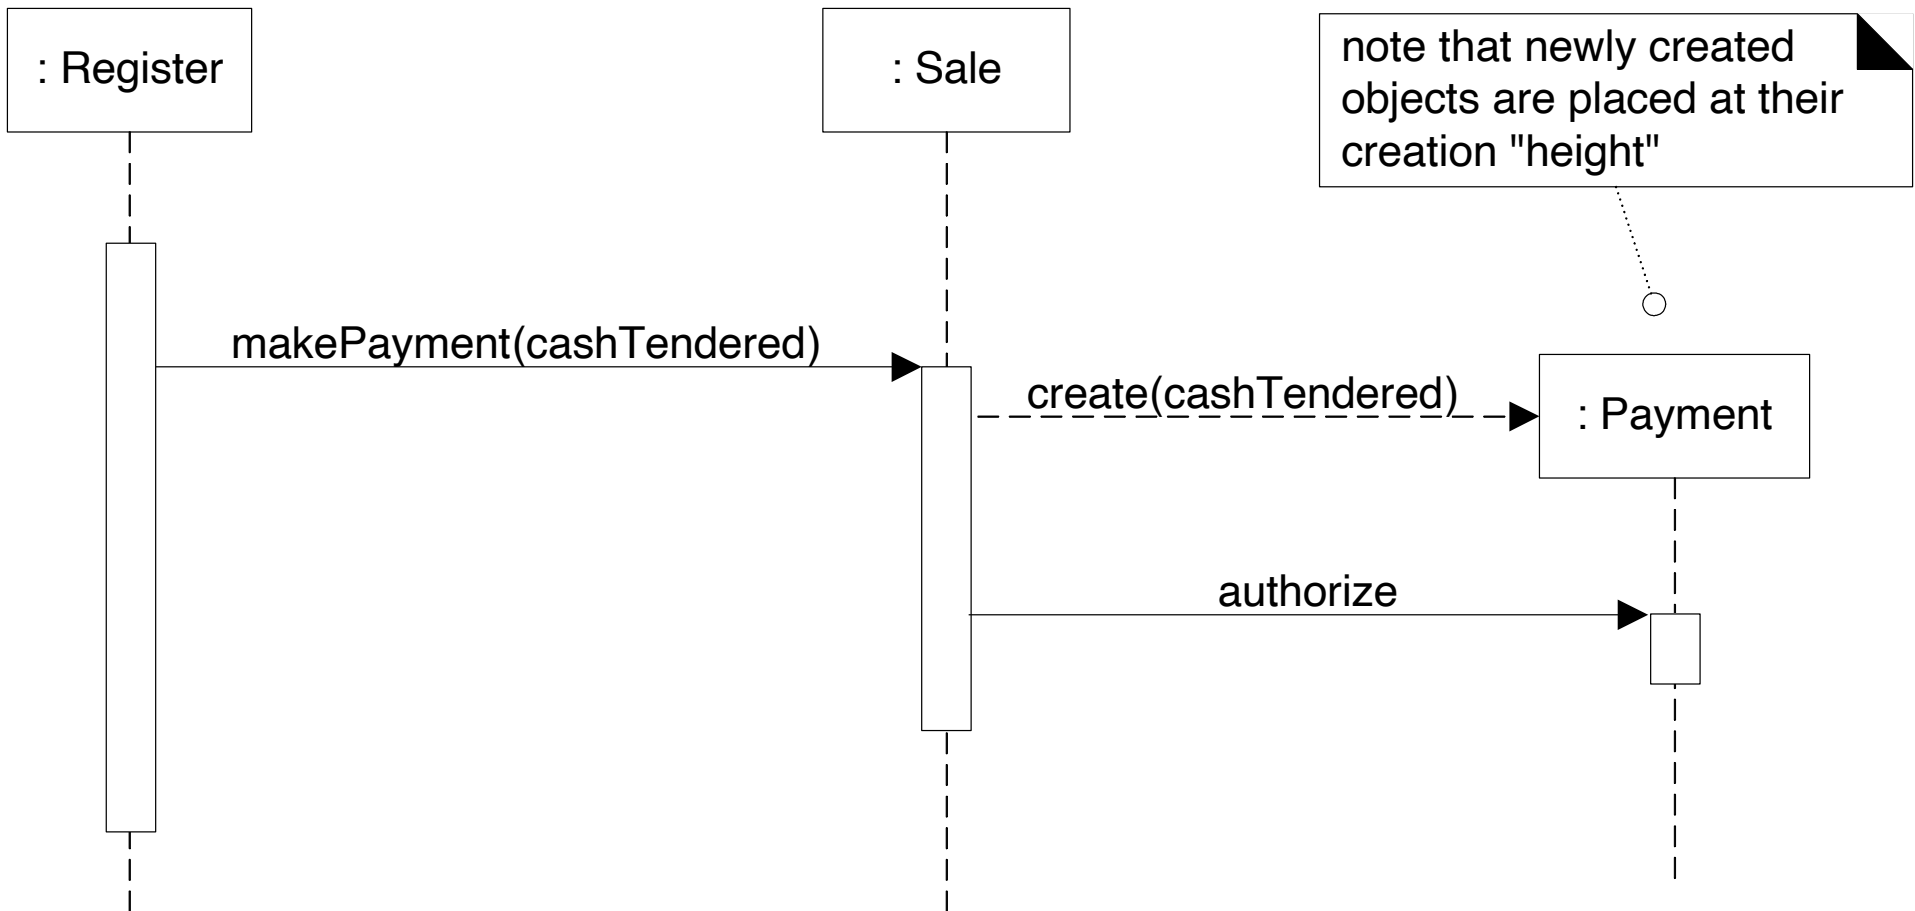 : Register
: Sale
note that newly created
objects are placed at their
creation "height"
makePayment(cashTendered)
create(cashTendered)
: Payment
authorize